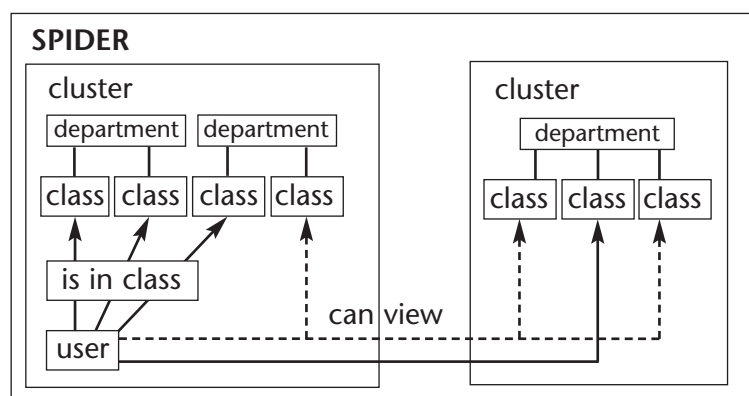 SPIDER
cluster
department department
class class class class
is in class
user
can view
cluster
department
class class class